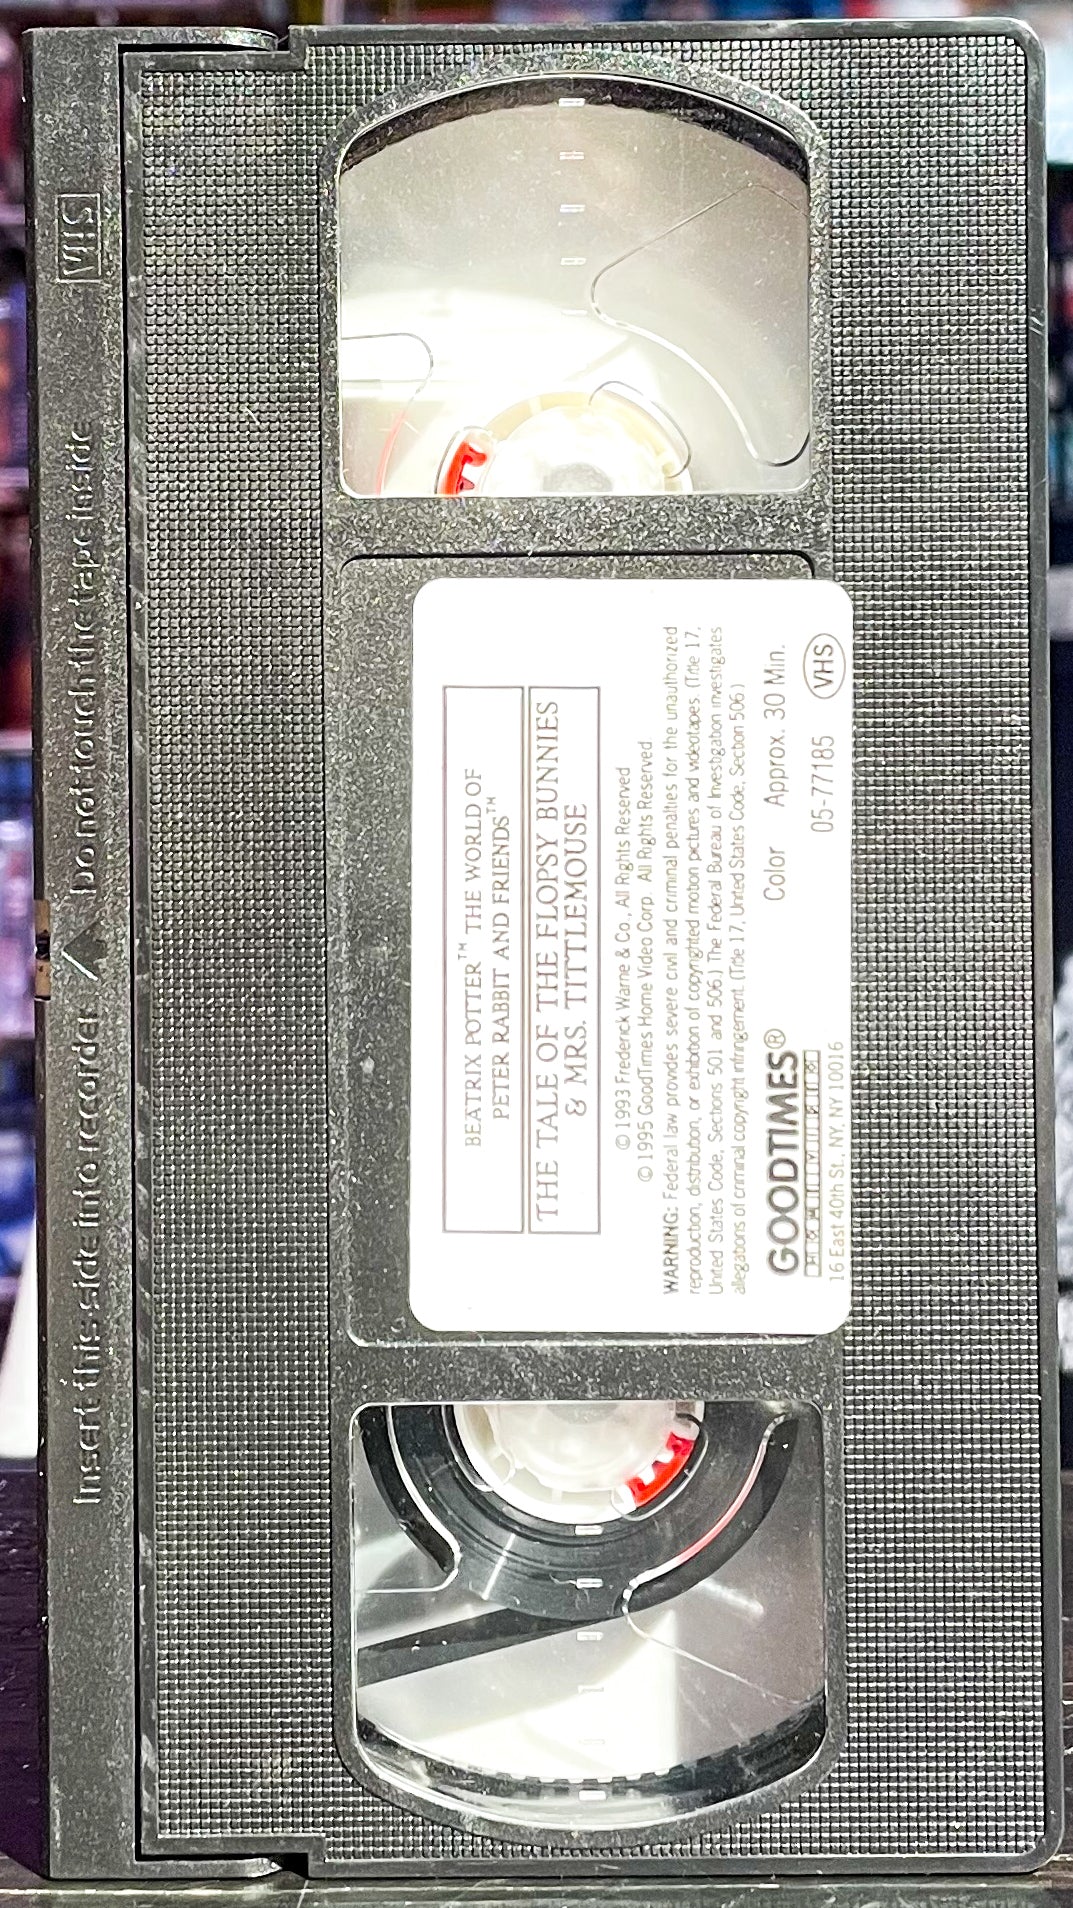 VHS
Insert this side into recorder
Do not touch the tape inside
BEATRIX POTTER™ THE WORLD OF
PETER RABBIT AND FRIENDS™
THE TALE OF THE FLOPSY BUNNIES
& MRS. TITTLEMOUSE
© 1993 Frederick Warne & Co., All Rights Reserved
© 1995 GoodTimes Home Video Corp. All Rights Reserved
WARNING: Federal law provides severe civil and criminal penalties for the unauthorized
reproduction, distribution, or exhibition of copyrighted motion pictures and videotapes. (Title 17,
United States Code, Sections 501 and 506.) The Federal Bureau of Investigation investigates
allegations of criminal copyright infringement. (Title 17, United States Code, Section 506.)
GOODTIMES®
HOME VIDEO
16 East 40th St., NY, NY 10016
Color Approx. 30 Min.
05-77185
VHS